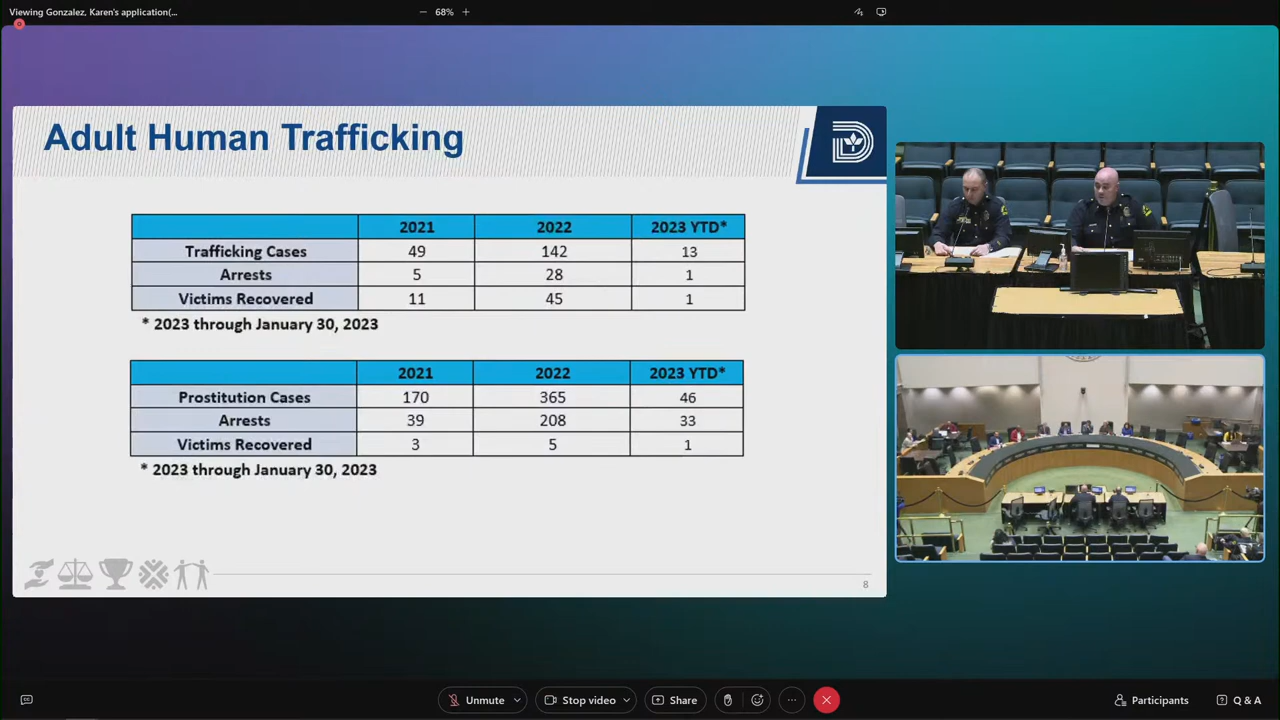 Viewing Gonzalez, Karen's application(...
68%
Adult Human Trafficking
2021 2022 2023 YTD*
Trafficking Cases 49 142 13
Arrests 5 28 1
Victims Recovered 11 45 1
* 2023 through January 30, 2023
2021 2022 2023 YTD*
Prostitution Cases 170 365 46
Arrests 39 208 33
Victims Recovered 3 5 1
* 2023 through January 30, 2023
8
Unmute Stop video Share Participants Q & A